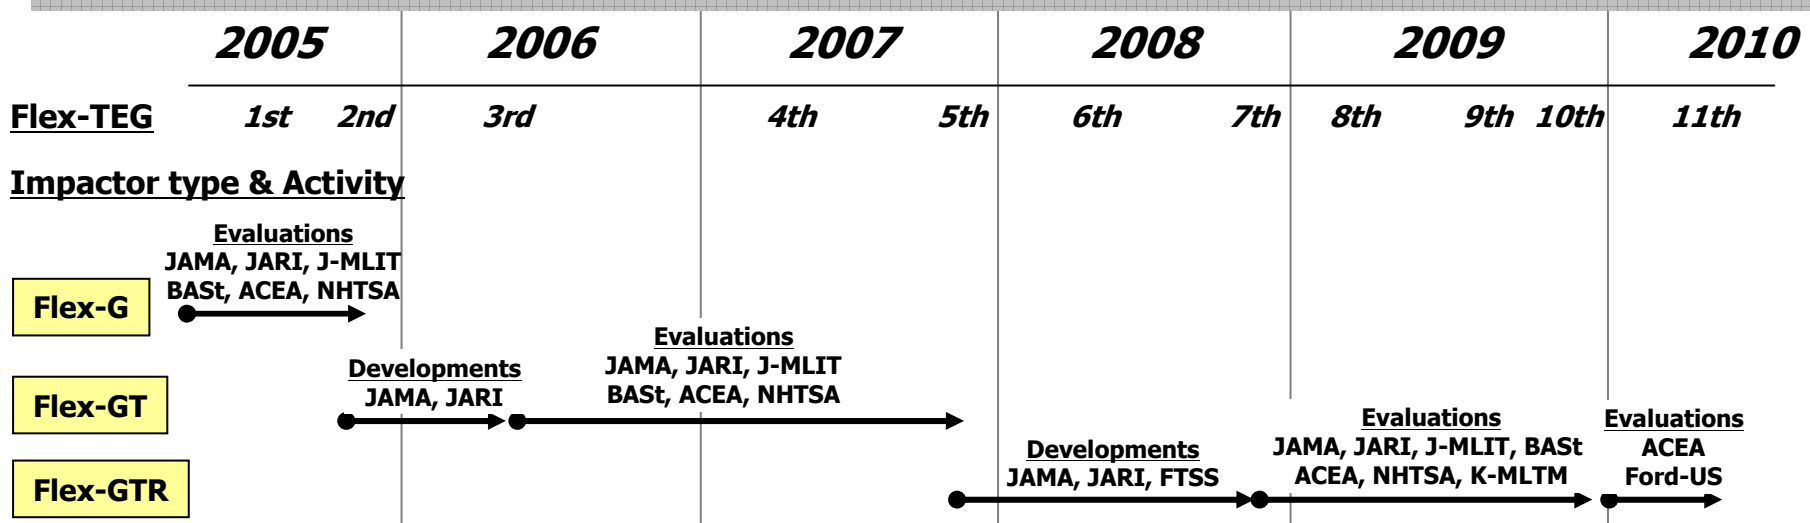 2005 2006 2007 2008 2009 2010
Flex-TEG 1st 2nd 3rd 4th 5th 6th 7th 8th 9th 10th 11th
Impactor type & Activity
Flex-G
Evaluations
JAMA, JARI, J-MLIT
BASt, ACEA, NHTSA
Flex-GT
Developments
JAMA, JARI
Evaluations
JAMA, JARI, J-MLIT
BASt, ACEA, NHTSA
Flex-GTR
Developments
JAMA, JARI, FTSS
Evaluations
JAMA, JARI, J-MLIT, BASt
ACEA, NHTSA, K-MLTM
Evaluations
ACEA
Ford-US